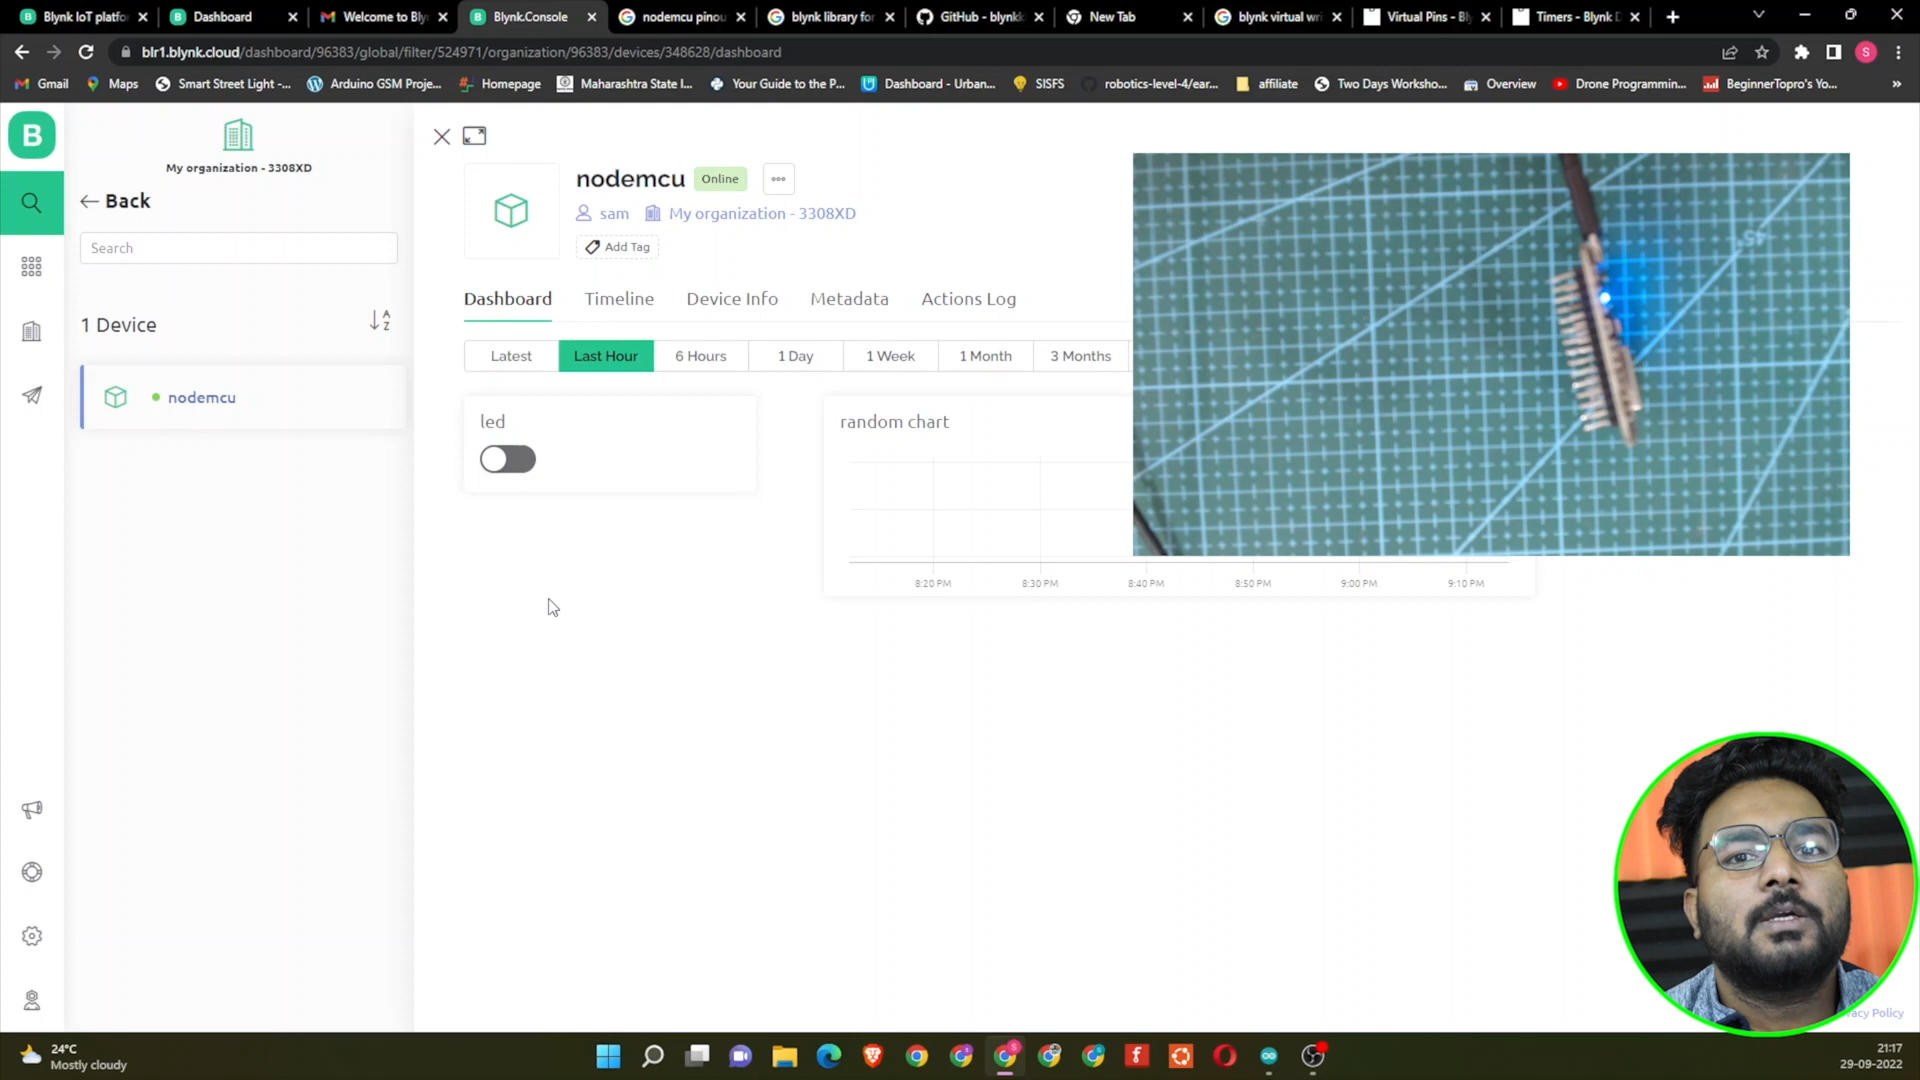 Blynk IoT platfo
Dashboard
Welcome to Bly
Blynk.Console
nodemcu pinou
blynk library for
GitHub - blynkk
New Tab
blynk virtual wri
Virtual Pins - Bl
Timers - Blynk D
blr1.blynk.cloud/dashboard/96383/global/filter/524971/organization/96383/devices/348628/dashboard
S
Gmail
Maps
Smart Street Light -...
Arduino GSM Proje...
Homepage
Maharashtra State I...
Your Guide to the P...
Dashboard - Urban...
SISFS
robotics-level-4/ear...
affiliate
Two Days Worksho...
Overview
Drone Programmin...
BeginnerTopro's Yo...
»
B
My organization - 3308XD
Back
Search
1 Device
A
Z
nodemcu
nodemcu
Online
sam
My organization - 3308XD
Add Tag
Dashboard
Timeline
Device Info
Metadata
Actions Log
Latest
Last Hour
6 Hours
1 Day
1 Week
1 Month
3 Months
led
random chart
45°
8:20 PM
8:30 PM
8:40 PM
8:50 PM
9:00 PM
9:10 PM
acy Policy
24°C
Mostly cloudy
21:17
29-09-2022